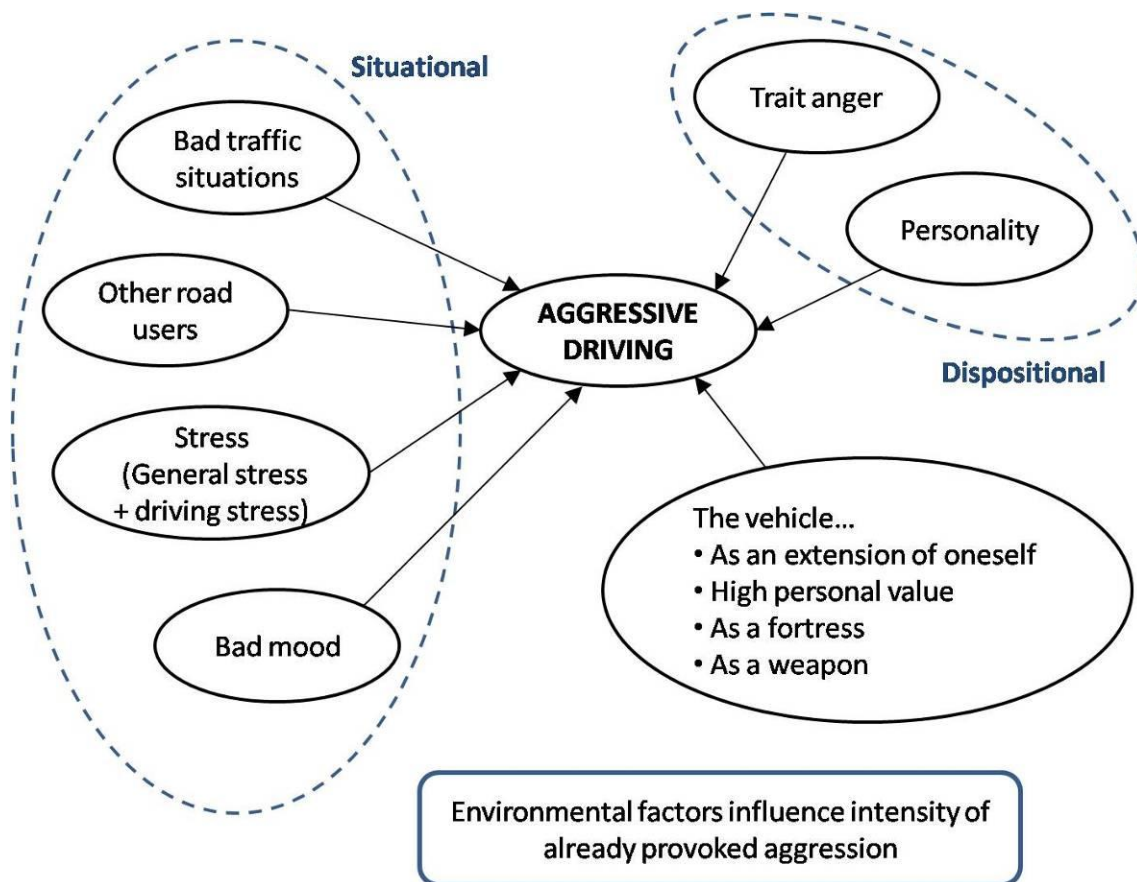 Situational
Bad traffic
situations
Other road
users
Stress
(General stress
+ driving stress)
Bad mood
AGGRESSIVE
DRIVING
Trait anger
Personality
Dispositional
The vehicle...
• As an extension of oneself
• High personal value
• As a fortress
• As a weapon
Environmental factors influence intensity of
already provoked aggression